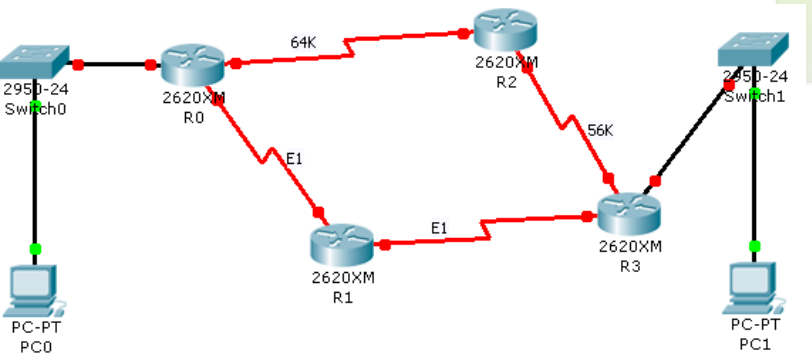 64K
2950-24
Switch0
2620XM
R0
2620XM
R2
2950-24
Switch1
56K
E1
E1
2620XM
R1
2620XM
R3
PC-PT
PC0
PC-PT
PC1